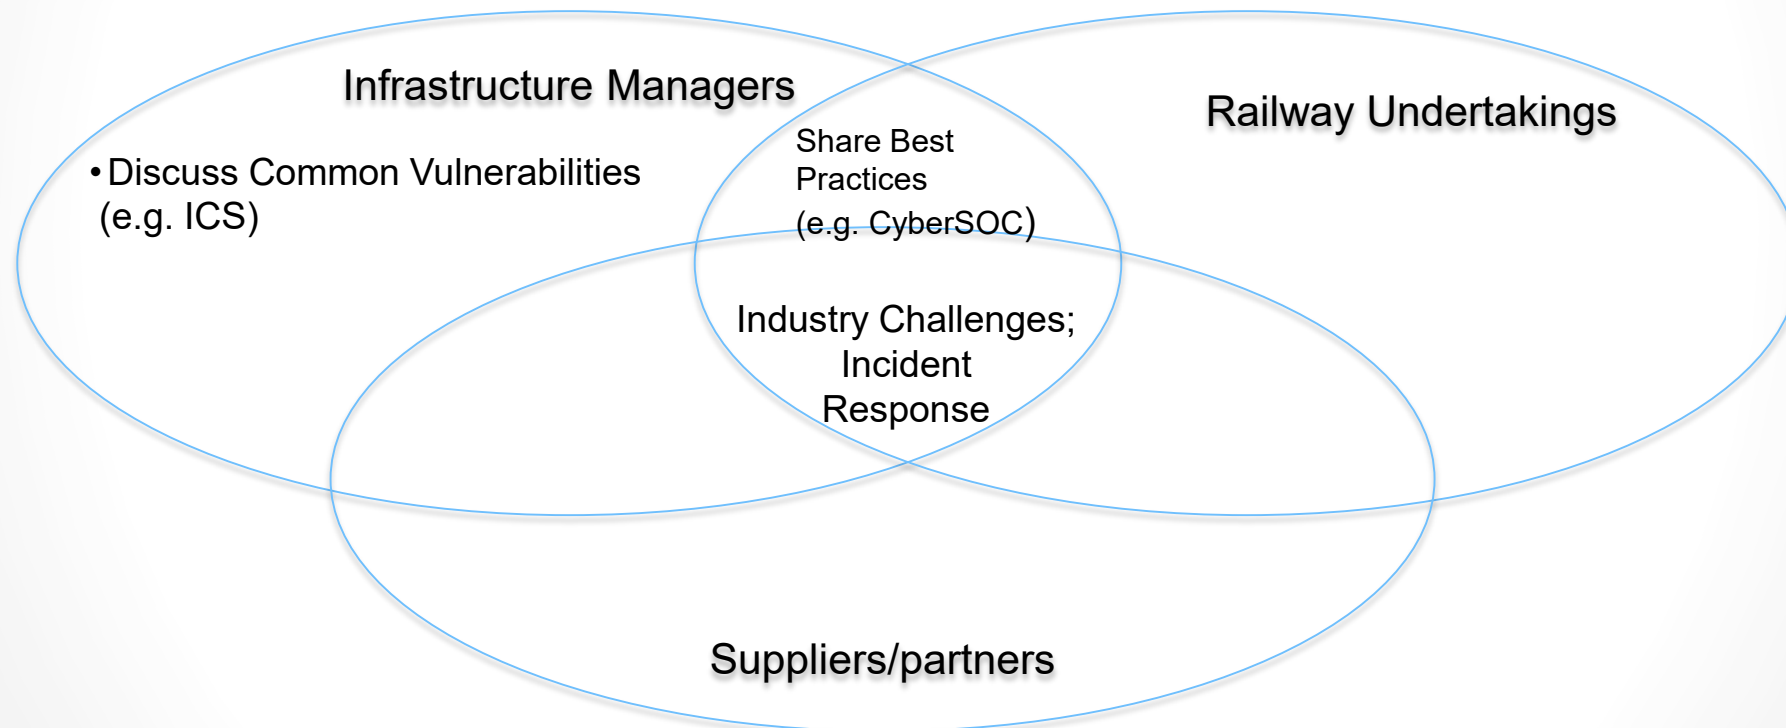 Infrastructure Managers
Railway Undertakings
Share Best
Practices
(e.g. CyberSOC)
•Discuss Common Vulnerabilities
(e.g. ICS)
Industry Challenges;
Incident
Response
Suppliers/partners